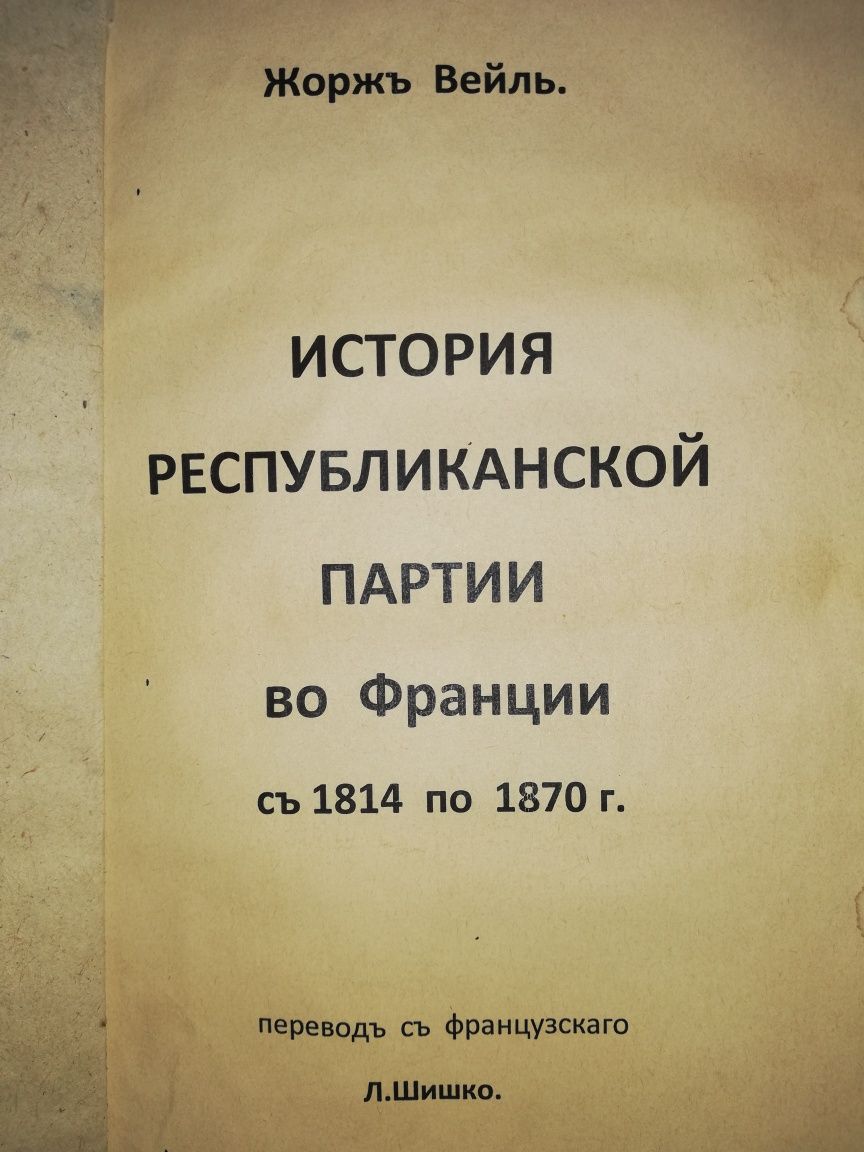 Жоржъ Вейль.
ИСТОРИЯ
РЕСПУБЛИКАНСКОЙ
ПАРТИИ
во Франции
съ 1814 по 1870 г.
переводъ съ французскаго
Л.Шишко.